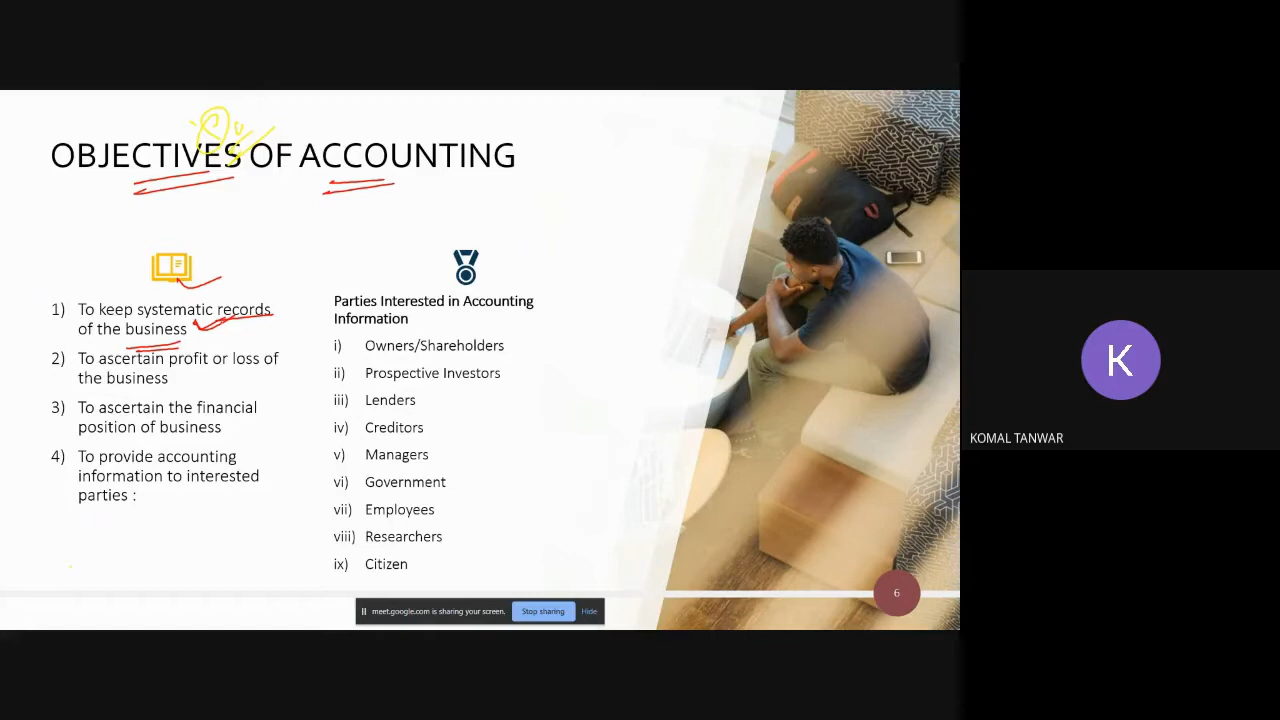 OBJECTIVES OF ACCOUNTING
1) To keep systematic records
of the business
2) To ascertain profit or loss of
the business
3) To ascertain the financial
position of business
4) To provide accounting
information to interested
parties :
Parties Interested in Accounting
Information
i) Owners/Shareholders
ii) Prospective Investors
iii) Lenders
iv) Creditors
v) Managers
vi) Government
vii) Employees
viii) Researchers
ix) Citizen
6
meet.google.com is sharing your screen. Stop sharing Hide
K
KOMAL TANWAR